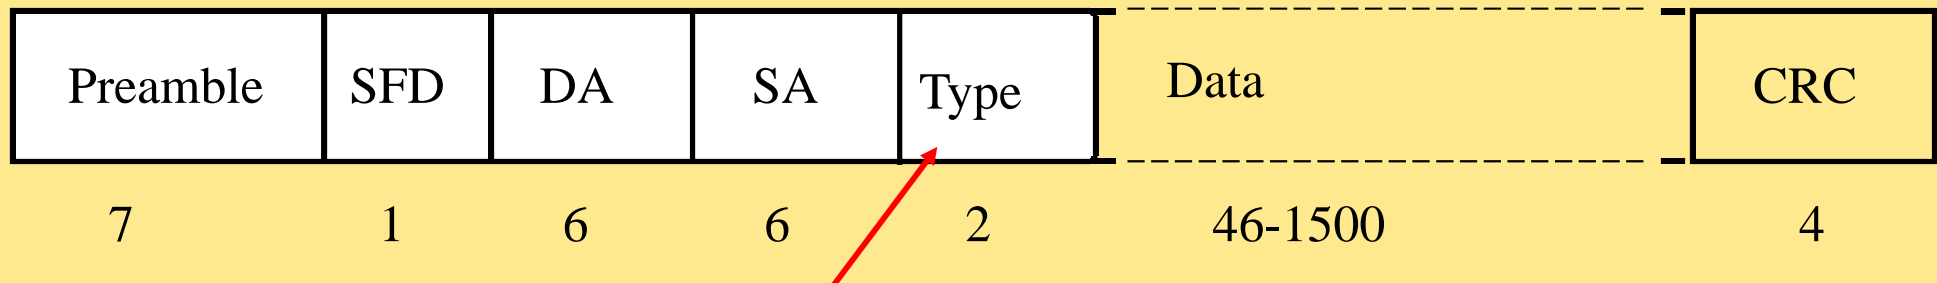 Preamble SFD DA SA Type Data CRC
7 1 6 6 2 46-1500 4